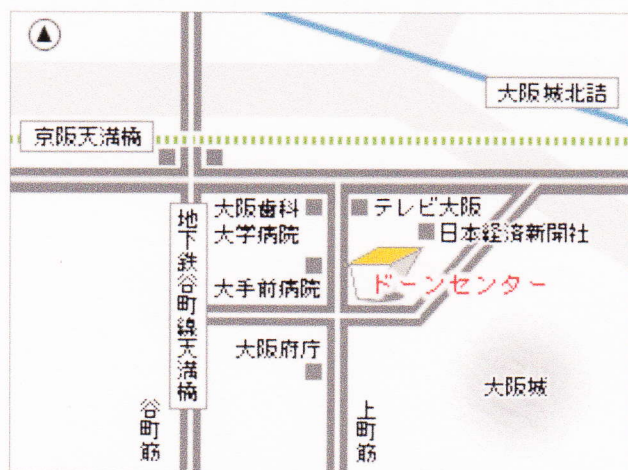 大阪城北詰
京阪天満橋
大阪歯科
大学病院
テレビ大阪
日本経済新聞社
地下鉄谷町線天満橋
大手前病院
ドーンセンター
大阪府庁
大阪城
谷町筋
上町筋